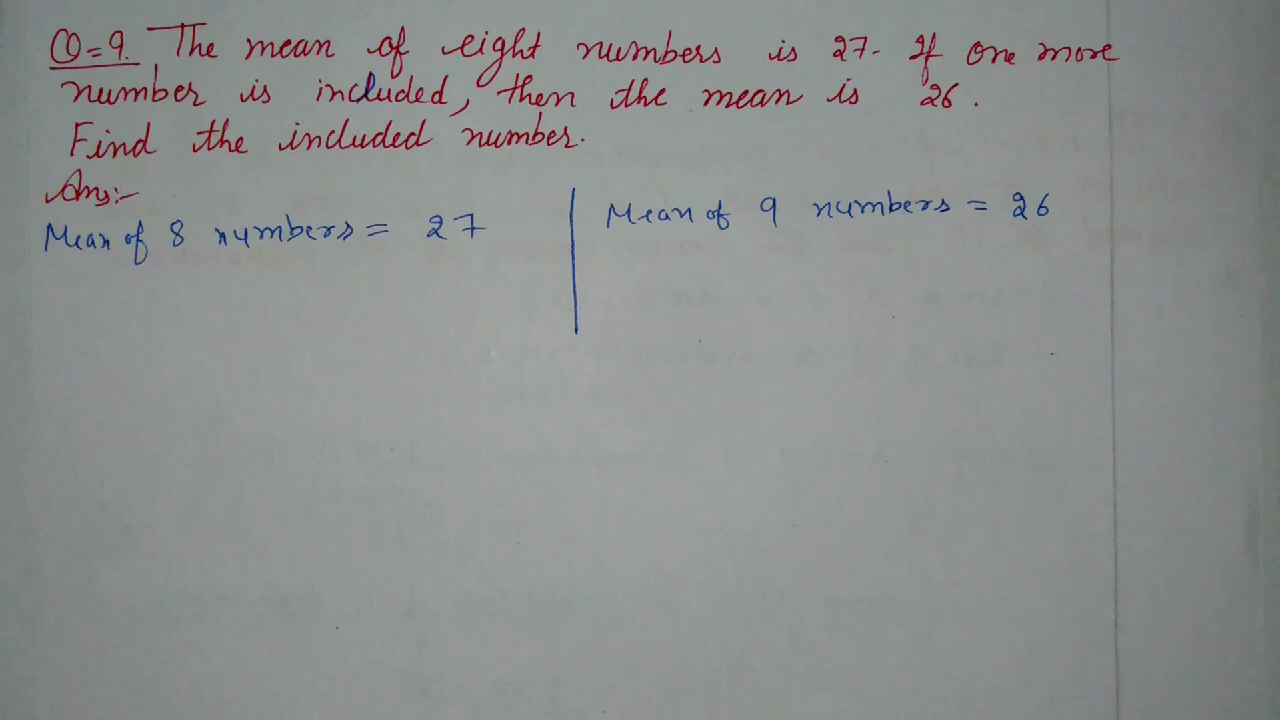 Q=9. The mean of eight numbers is 27. If one more
number is included, then the mean is 26.
Find the included number.
Ans:-
Mean of 8 numbers = 27
Mean of 9 numbers = 26